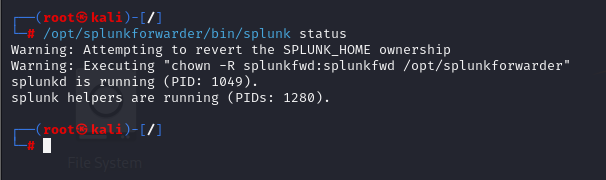 ┌──(root㉿kali)-[/]
└─# /opt/splunkforwarder/bin/splunk status
Warning: Attempting to revert the SPLUNK_HOME ownership
Warning: Executing "chown -R splunkfwd:splunkfwd /opt/splunkforwarder"
splunkd is running (PID: 1049).
splunk helpers are running (PIDs: 1280).
┌──(root㉿kali)-[/]
└─#
File System